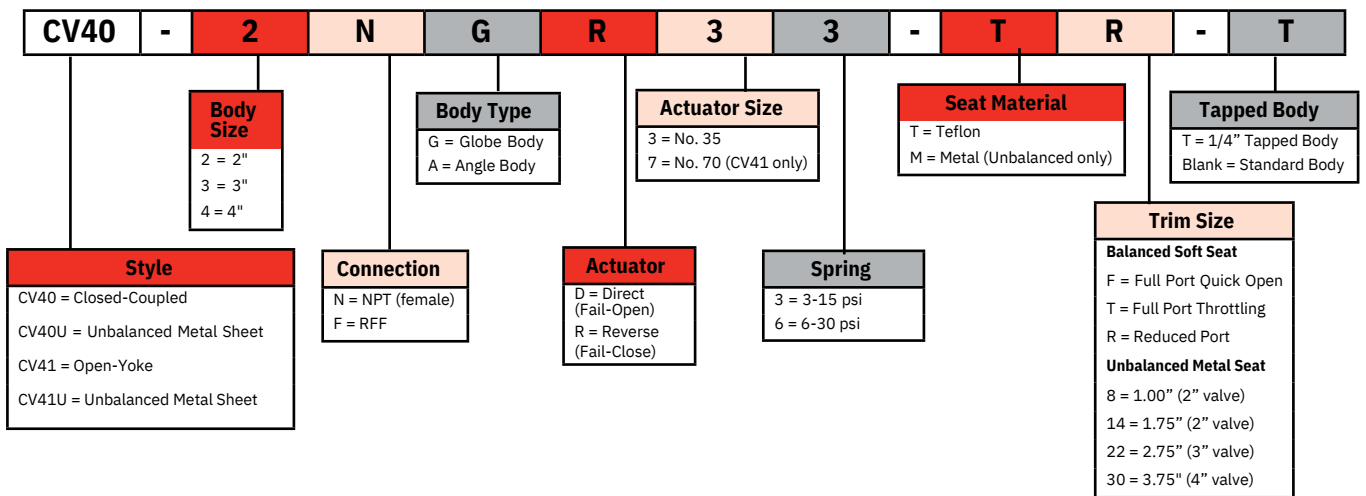 CV40 - 2 N G R 3 3 - T R - T
Body
Size
2 = 2"
3 = 3"
4 = 4"
Body Type
G = Globe Body
A = Angle Body
Actuator Size
3 = No. 35
7 = No. 70 (CV41 only)
Seat Material
T = Teflon
M = Metal (Unbalanced only)
Tapped Body
T = 1/4” Tapped Body
Blank = Standard Body
Style
CV40 = Closed-Coupled
CV40U = Unbalanced Metal Sheet
CV41 = Open-Yoke
CV41U = Unbalanced Metal Sheet
Connection
N = NPT (female)
F = RFF
Actuator
D = Direct
(Fail-Open)
R = Reverse
(Fail-Close)
Spring
3 = 3-15 psi
6 = 6-30 psi
Trim Size
Balanced Soft Seat
F = Full Port Quick Open
T = Full Port Throttling
R = Reduced Port
Unbalanced Metal Seat
8 = 1.00” (2” valve)
14 = 1.75” (2” valve)
22 = 2.75” (3” valve)
30 = 3.75" (4” valve)